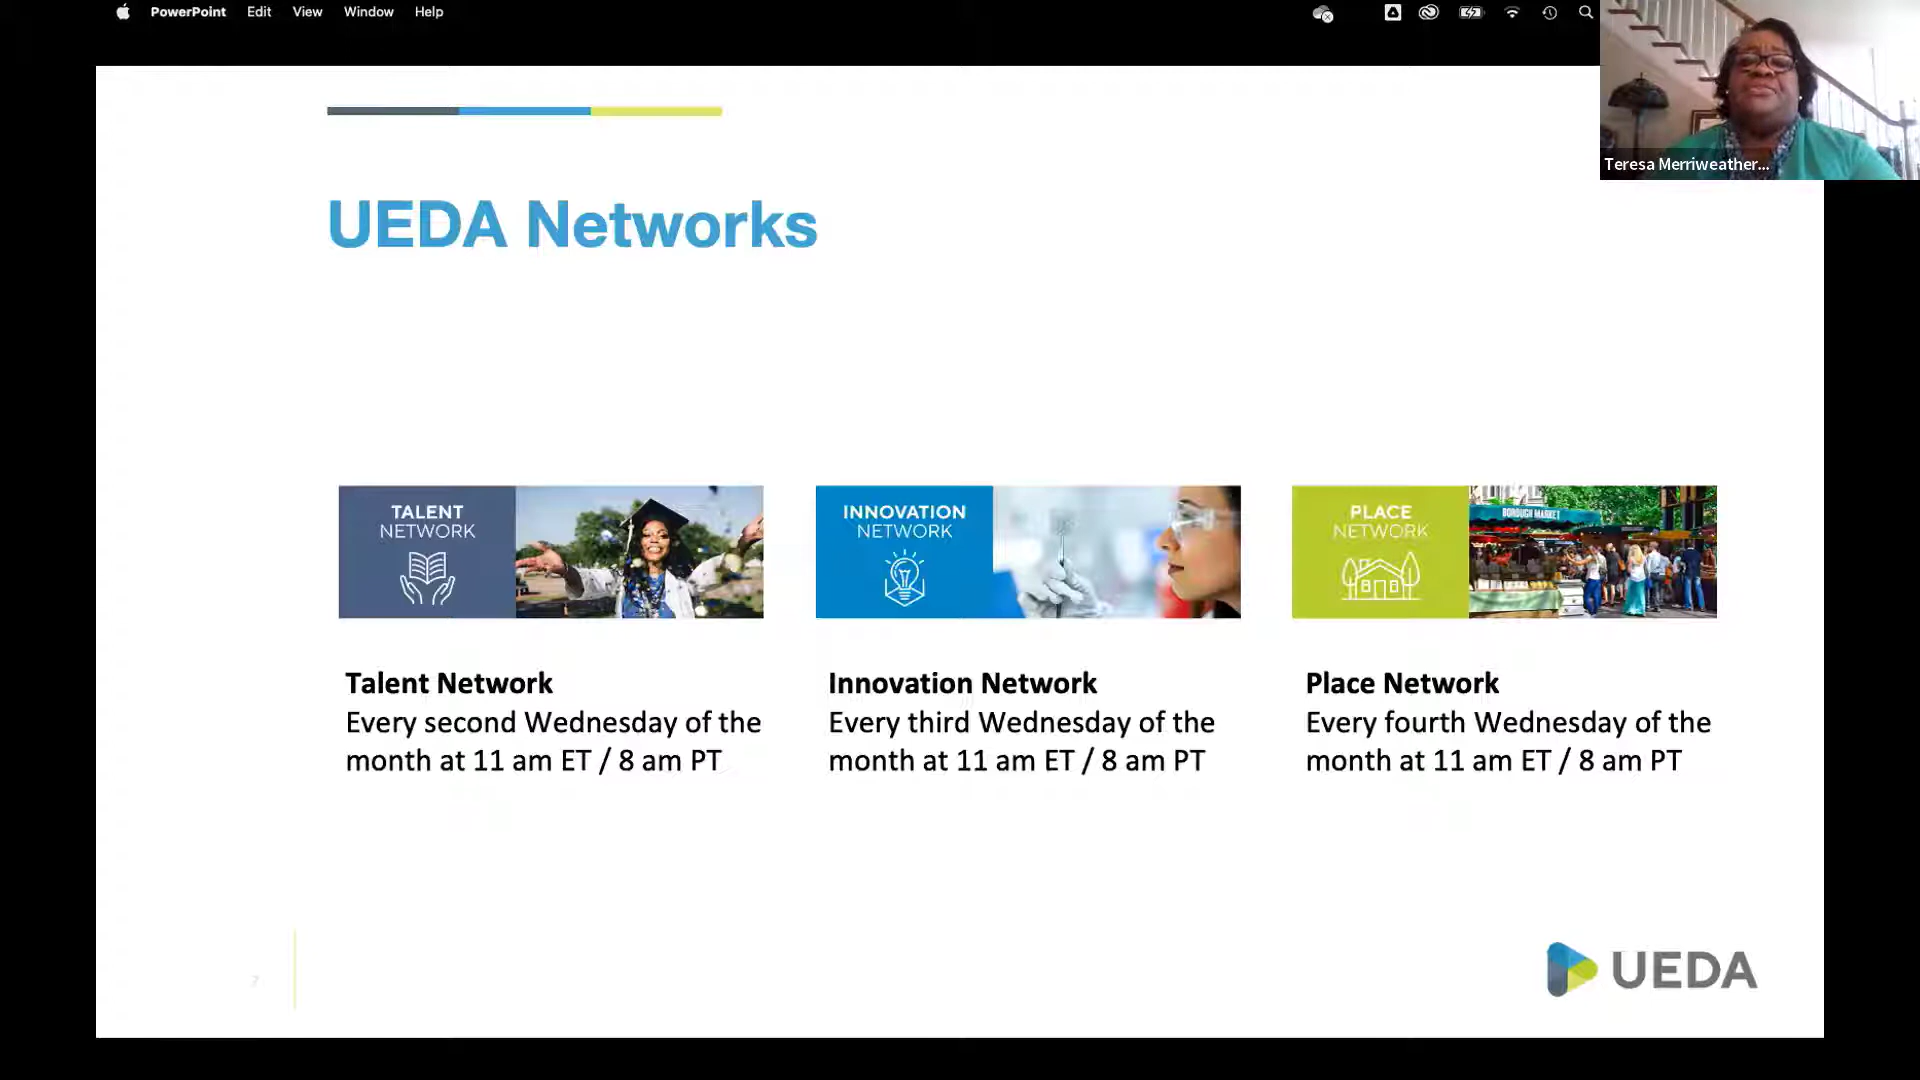 PowerPoint Edit View Window Help
Teresa Merriweather...
UEDA Networks
TALENT
NETWORK
INNOVATION
NETWORK
PLACE
NETWORK
BOROUGH MARKET
Talent Network
Every second Wednesday of the
month at 11 am ET / 8 am PT
Innovation Network
Every third Wednesday of the
month at 11 am ET / 8 am PT
Place Network
Every fourth Wednesday of the
month at 11 am ET / 8 am PT
7
UEDA